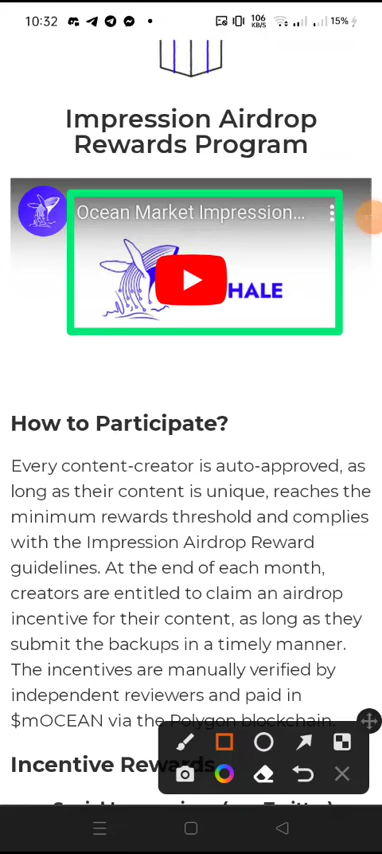 10:32
106
KB/S
15%
Impression Airdrop
Rewards Program
Ocean Market Impression...
HALE
How to Participate?
Every content-creator is auto-approved, as
long as their content is unique, reaches the
minimum rewards threshold and complies
with the Impression Airdrop Reward
guidelines. At the end of each month,
creators are entitled to claim an airdrop
incentive for their content, as long as they
submit the backups in a timely manner.
The incentives are manually verified by
independent reviewers and paid in
$mOCEAN via the Polygon blockchain.
Incentive Rewards